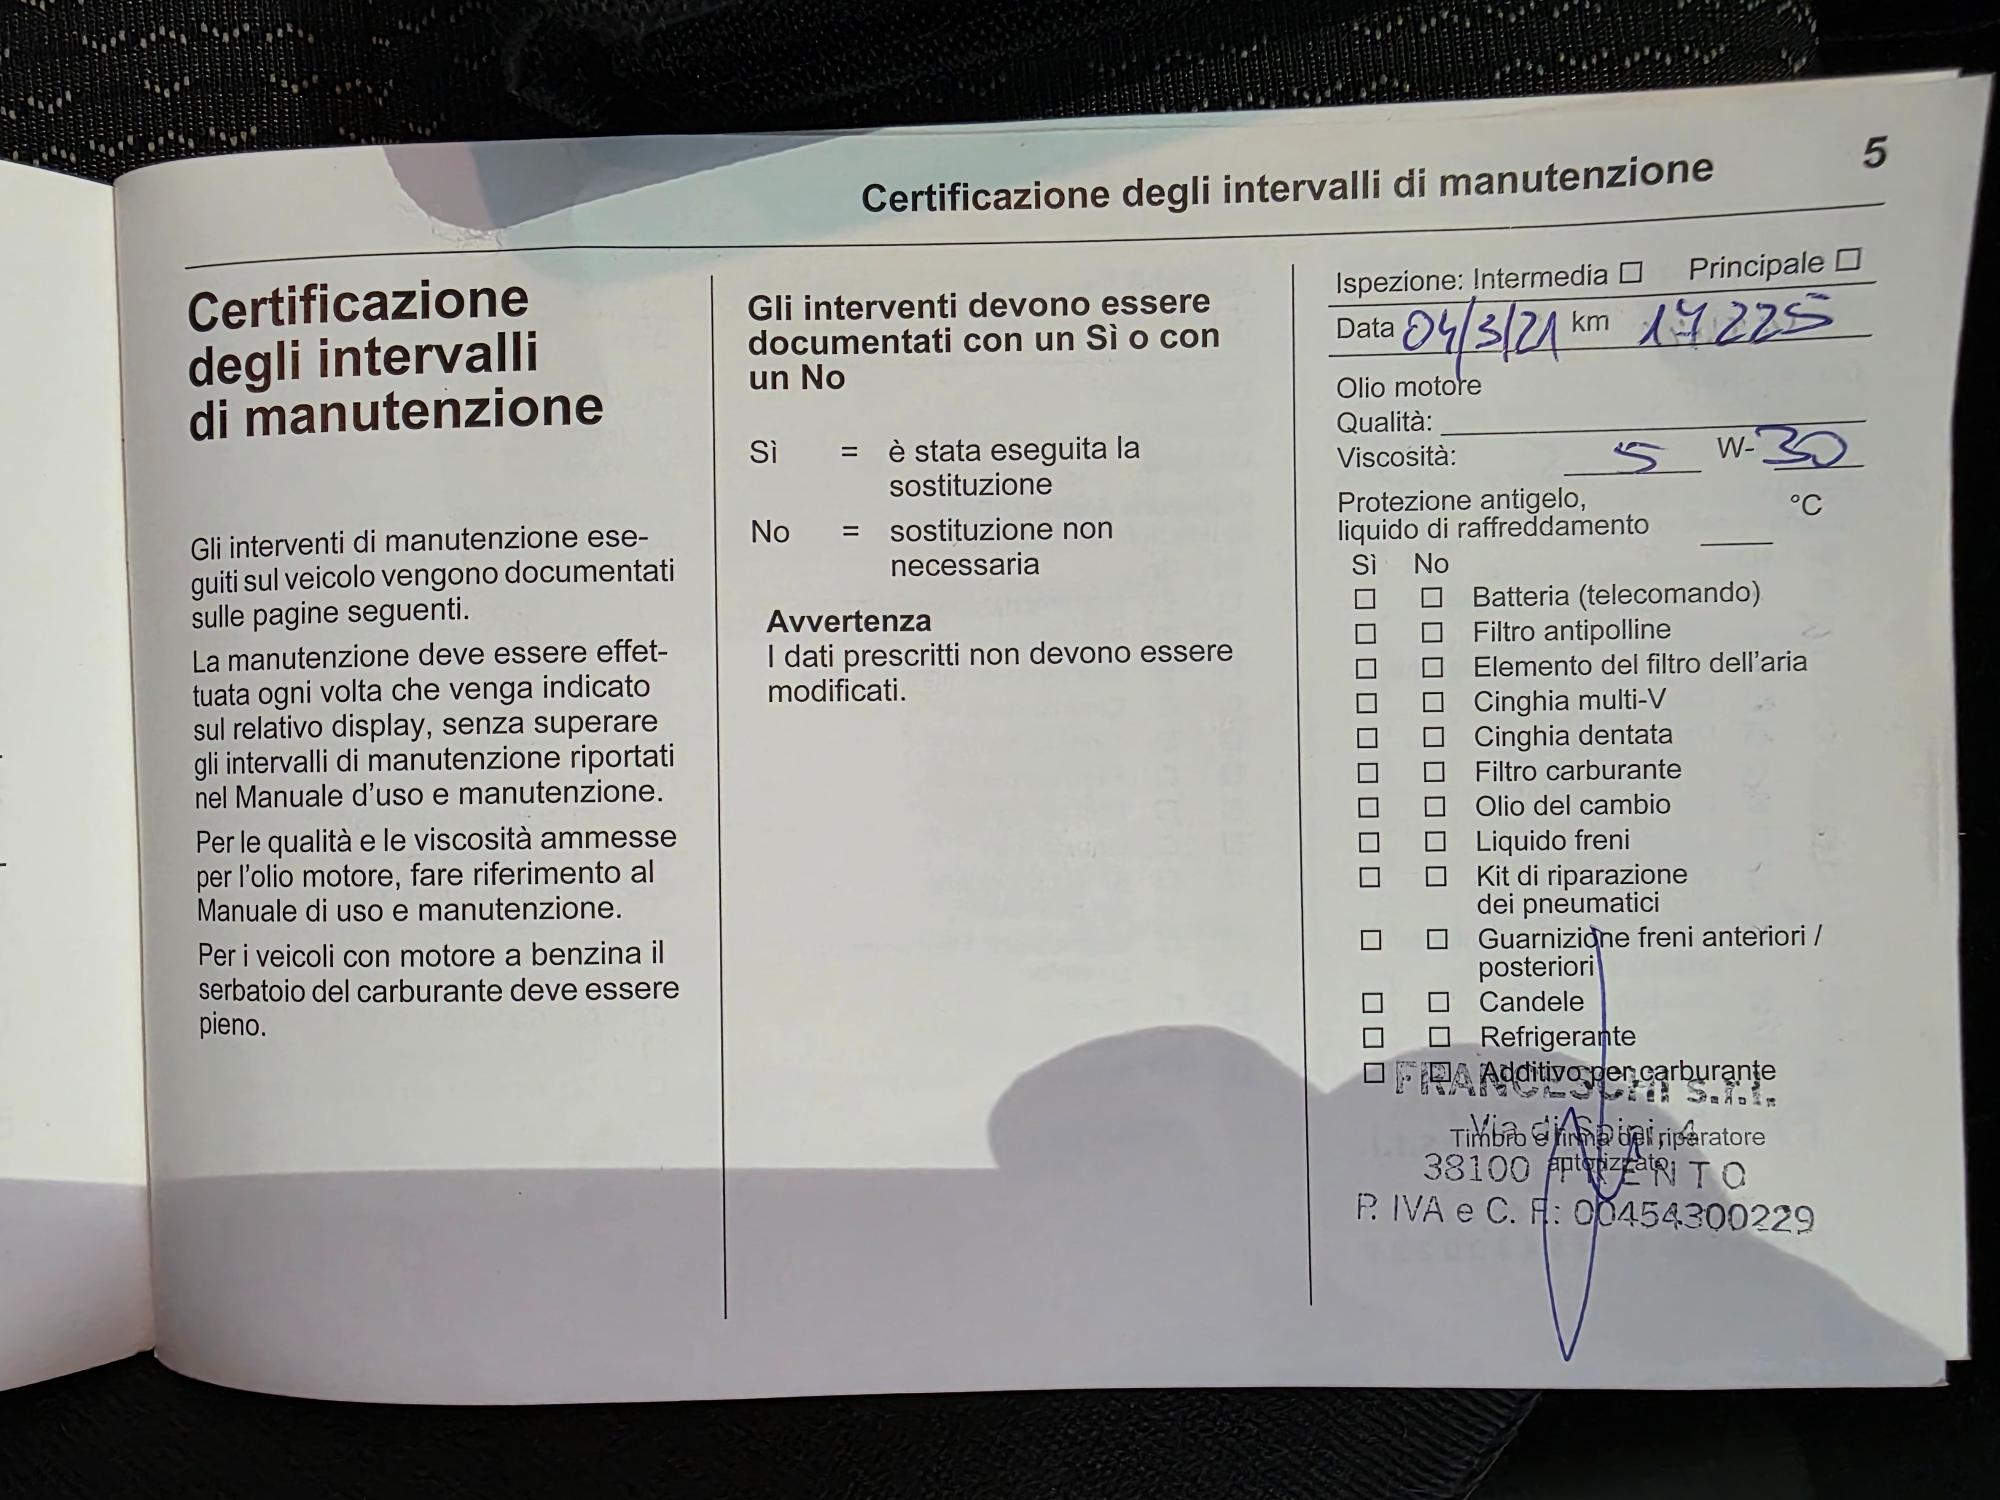 Certificazione degli intervalli di manutenzione
5
Certificazione
degli intervalli
di manutenzione
Gli interventi di manutenzione ese-
guiti sul veicolo vengono documentati
sulle pagine seguenti.
La manutenzione deve essere effet-
tuata ogni volta che venga indicato
sul relativo display, senza superare
gli intervalli di manutenzione riportati
nel Manuale d'uso e manutenzione.
Per le qualità e le viscosità ammesse
per l'olio motore, fare riferimento al
Manuale di uso e manutenzione.
Per i veicoli con motore a benzina il
serbatoio del carburante deve essere
pieno.
Gli interventi devono essere
documentati con un Sì o con
un No
Sì = è stata eseguita la
sostituzione
No = sostituzione non
necessaria
Avvertenza
I dati prescritti non devono essere
modificati.
Ispezione: Intermedia ☐ Principale ☐
Data 04/3/21 km 17225
Olio motore
Qualità:
Viscosità: 5 W-30
Protezione antigelo, °C
liquido di raffreddamento
Sì No
☐ ☐ Batteria (telecomando)
☐ ☐ Filtro antipolline
☐ ☐ Elemento del filtro dell'aria
☐ ☐ Cinghia multi-V
☐ ☐ Cinghia dentata
☐ ☐ Filtro carburante
☐ ☐ Olio del cambio
☐ ☐ Liquido freni
☐ ☐ Kit di riparazione
dei pneumatici
☐ ☐ Guarnizione freni anteriori /
posteriori
☐ ☐ Candele
☐ ☐ Refrigerante
☐ ☐ Additivo per carburante
FRANCESCHI s.r.l.
Via di Spini, 4
Timbro e firma del riparatore
autorizzato
38100 TRENTO
P. IVA e C. F.: 00454300229